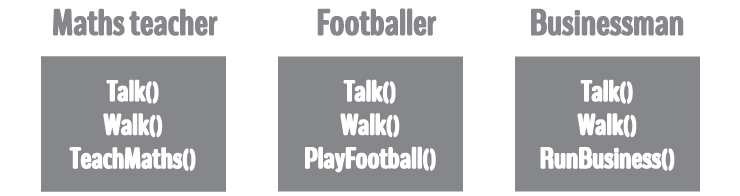 Maths teacher
Talk()
Walk()
TeachMaths()
Footballer
Talk()
Walk()
PlayFootball()
Businessman
Talk()
Walk()
RunBusiness()